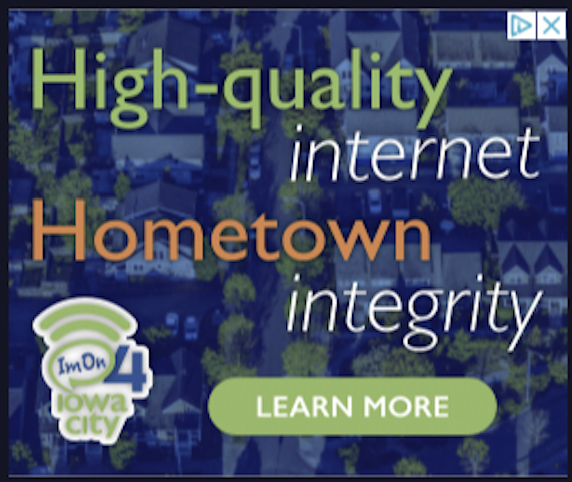 High-quality
internet
Hometown
integrity
ImOn 4
iowa
city
LEARN MORE